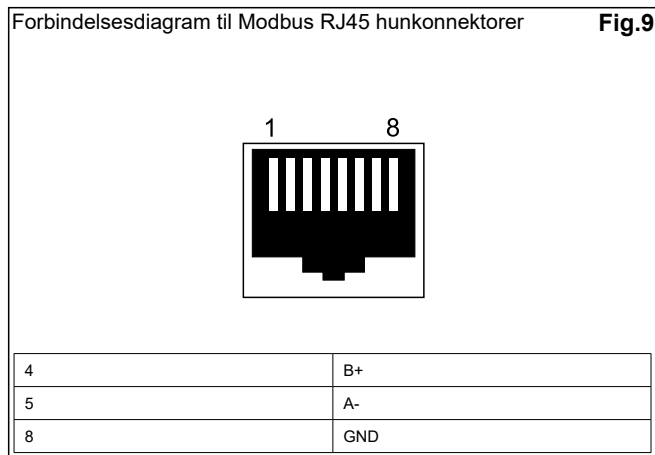 Forbindelsesdiagram til Modbus RJ45 hunkonnektorer Fig.9
1 8
4 B+
5 A-
8 GND